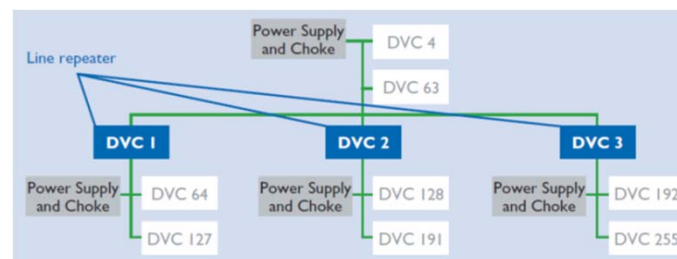 Power Supply
and Choke
DVC 4
Line repeater
DVC 63
DVC 1
DVC 2
DVC 3
Power Supply
and Choke
DVC 64
Power Supply
and Choke
DVC 128
Power Supply
and Choke
DVC 192
DVC 127
DVC 191
DVC 255